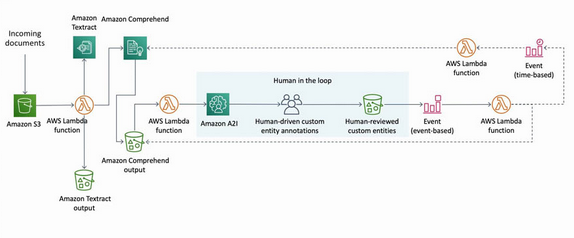 Incoming
documents
Amazon
Textract
Amazon Comprehend
Amazon S3
AWS Lambda
function
Amazon Textract
output
Amazon Comprehend
output
AWS Lambda
function
Human in the loop
Amazon A2I
Human-driven custom
entity annotations
Human-reviewed
custom entities
Event
(event-based)
AWS Lambda
function
AWS Lambda
function
Event
(time-based)